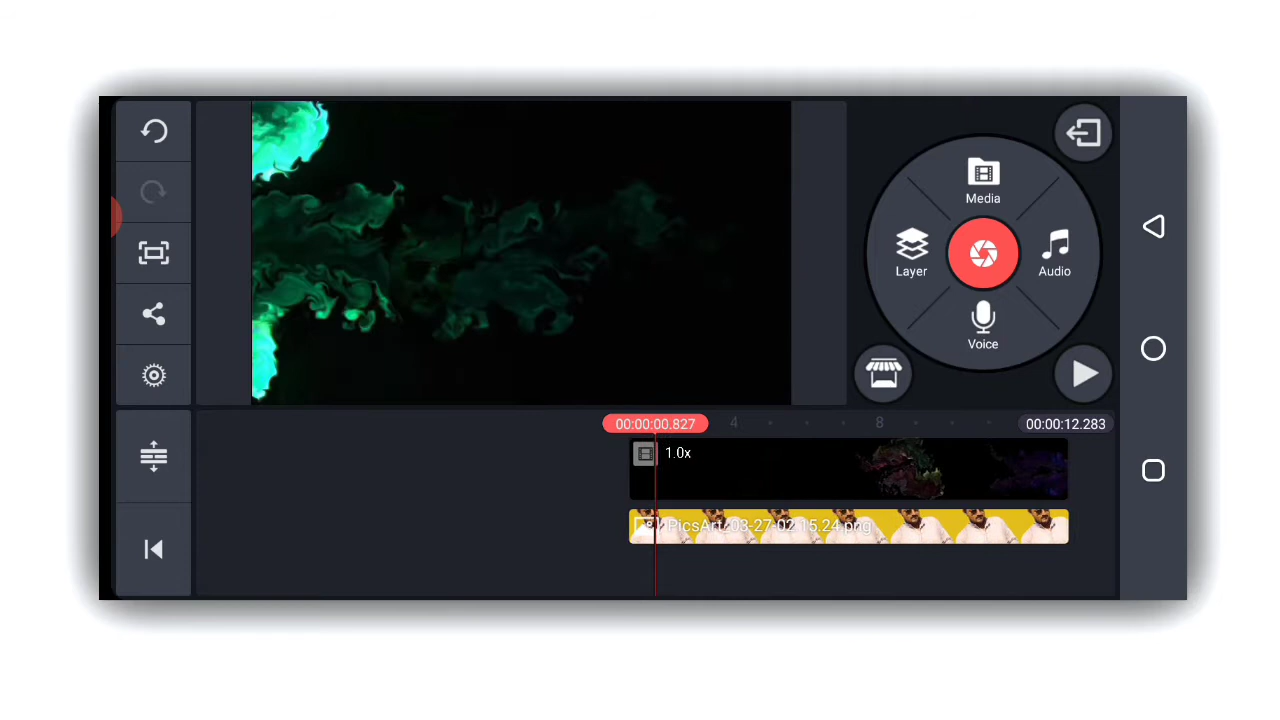 Media
Layer
Audio
Voice
00:00:00.827
4
8
00:00:12.283
1.0x
PicsArt_03-27-02.15.24.png